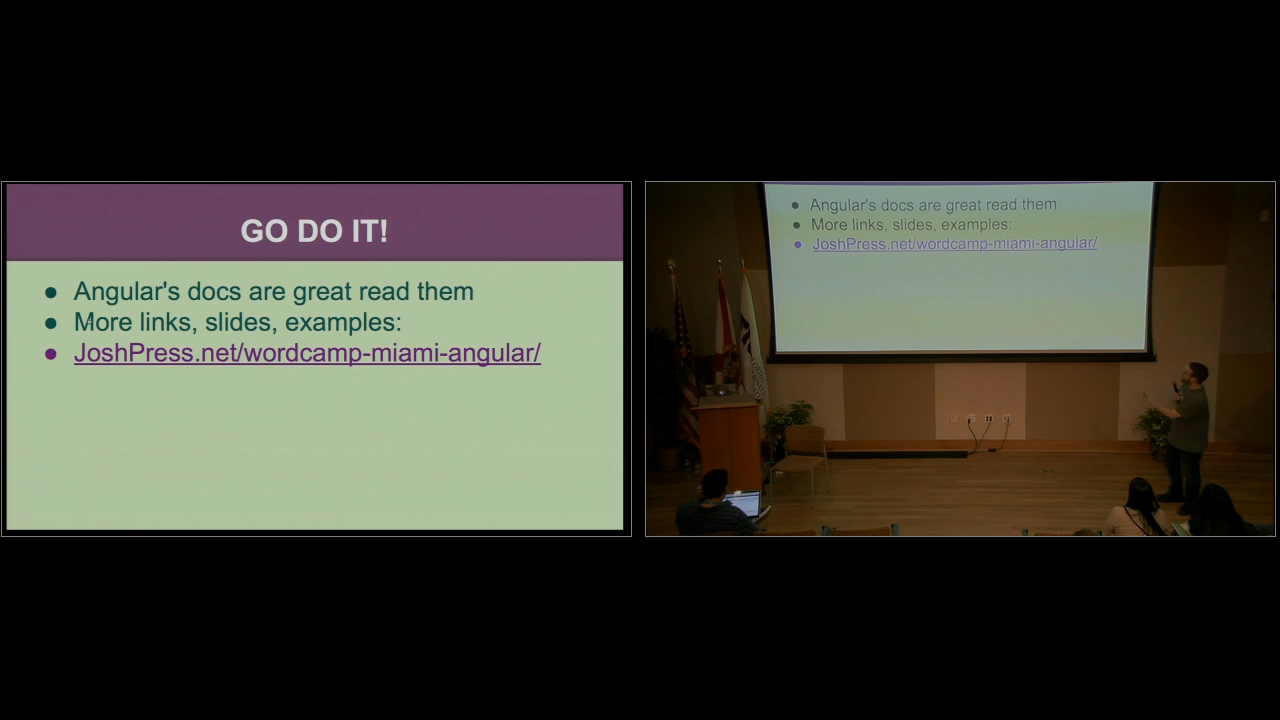 GO DO IT!
● Angular's docs are great read them
● More links, slides, examples:
● JoshPress.net/wordcamp-miami-angular/
● Angular's docs are great read them
● More links, slides, examples:
● JoshPress.net/wordcamp-miami-angular/